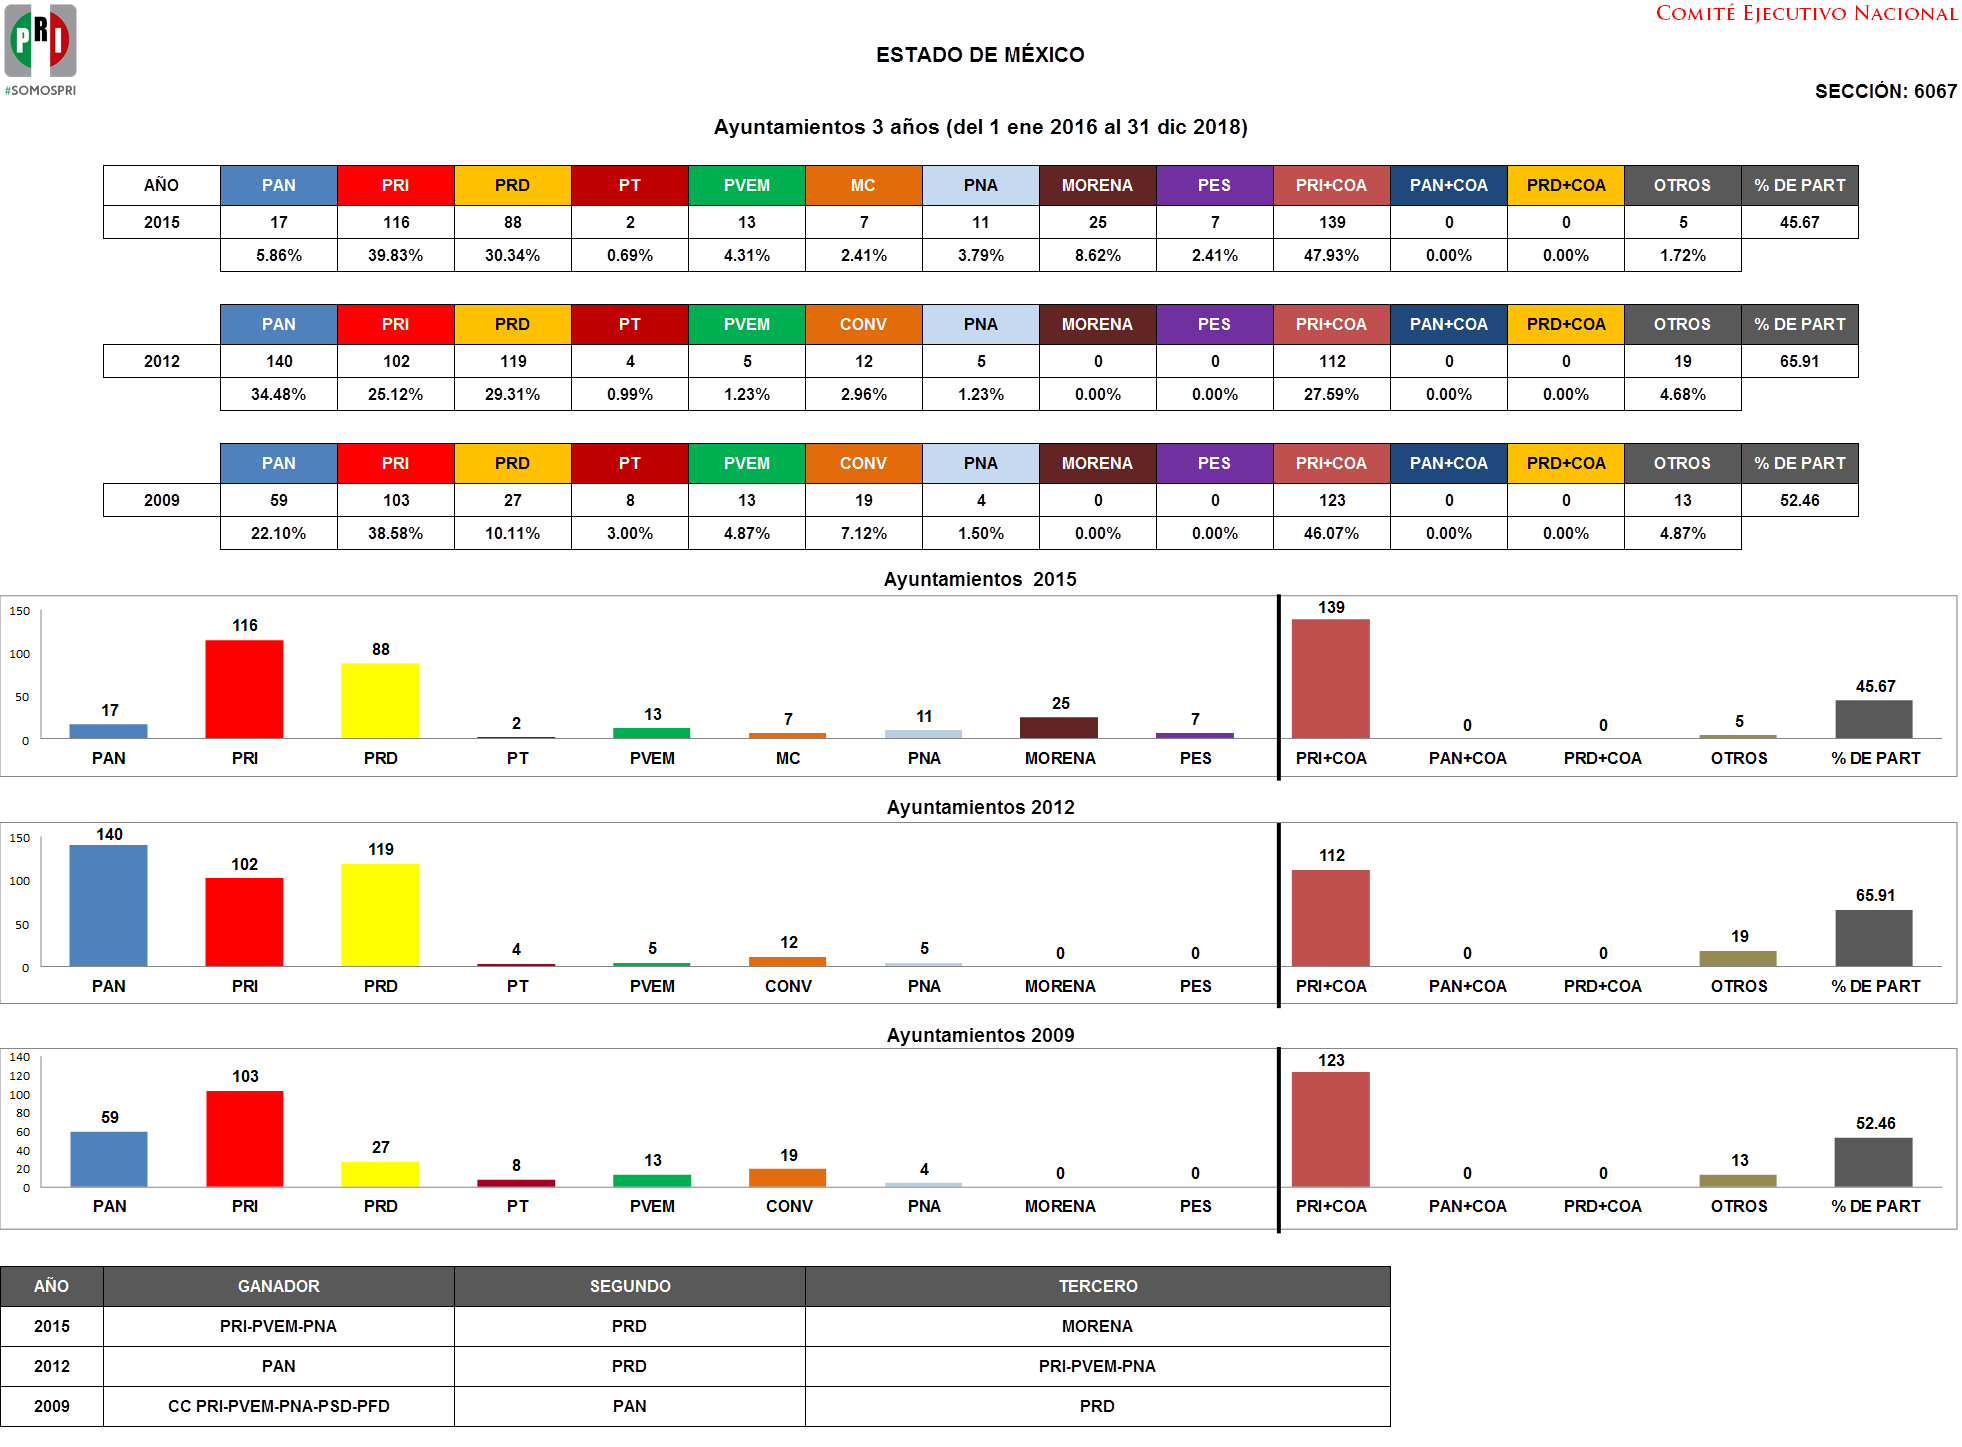 PRI
#SOMOSPRI
COMITÉ EJECUTIVO NACIONAL
ESTADO DE MÉXICO
SECCIÓN: 6067
Ayuntamientos 3 años (del 1 ene 2016 al 31 dic 2018)
AÑO PAN PRI PRD PT PVEM MC PNA MORENA PES PRI+COA PAN+COA PRD+COA OTROS % DE PART
2015 17 116 88 2 13 7 11 25 7 139 0 0 5 45.67
5.86% 39.83% 30.34% 0.69% 4.31% 2.41% 3.79% 8.62% 2.41% 47.93% 0.00% 0.00% 1.72%
PAN PRI PRD PT PVEM CONV PNA MORENA PES PRI+COA PAN+COA PRD+COA OTROS % DE PART
2012 140 102 119 4 5 12 5 0 0 112 0 0 19 65.91
34.48% 25.12% 29.31% 0.99% 1.23% 2.96% 1.23% 0.00% 0.00% 27.59% 0.00% 0.00% 4.68%
PAN PRI PRD PT PVEM CONV PNA MORENA PES PRI+COA PAN+COA PRD+COA OTROS % DE PART
2009 59 103 27 8 13 19 4 0 0 123 0 0 13 52.46
22.10% 38.58% 10.11% 3.00% 4.87% 7.12% 1.50% 0.00% 0.00% 46.07% 0.00% 0.00% 4.87%
Ayuntamientos 2015
150
100
50
0
17 116 88 2 13 7 11 25 7 139 0 0 5 45.67
PAN PRI PRD PT PVEM MC PNA MORENA PES PRI+COA PAN+COA PRD+COA OTROS % DE PART
Ayuntamientos 2012
150
100
50
0
140 102 119 4 5 12 5 0 0 112 0 0 19 65.91
PAN PRI PRD PT PVEM CONV PNA MORENA PES PRI+COA PAN+COA PRD+COA OTROS % DE PART
Ayuntamientos 2009
140
120
100
80
60
40
20
0
59 103 27 8 13 19 4 0 0 123 0 0 13 52.46
PAN PRI PRD PT PVEM CONV PNA MORENA PES PRI+COA PAN+COA PRD+COA OTROS % DE PART
AÑO GANADOR SEGUNDO TERCERO
2015 PRI-PVEM-PNA PRD MORENA
2012 PAN PRD PRI-PVEM-PNA
2009 CC PRI-PVEM-PNA-PSD-PFD PAN PRD